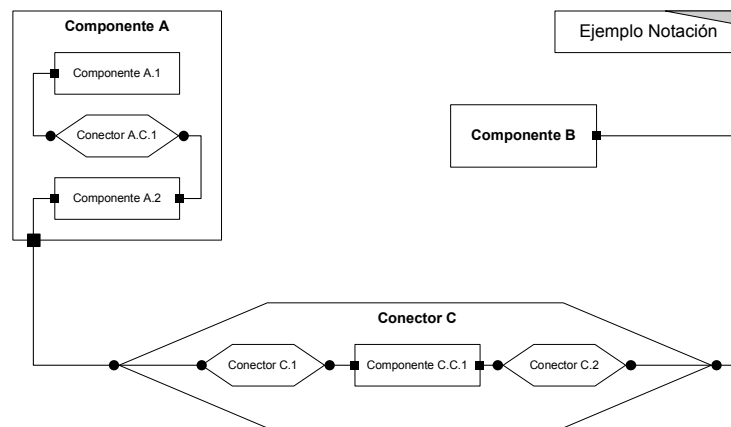 Componente A
Ejemplo Notación
Componente A.1
Conector A.C.1
Componente B
Componente A.2
Conector C
Conector C.1
Componente C.C.1
Conector C.2